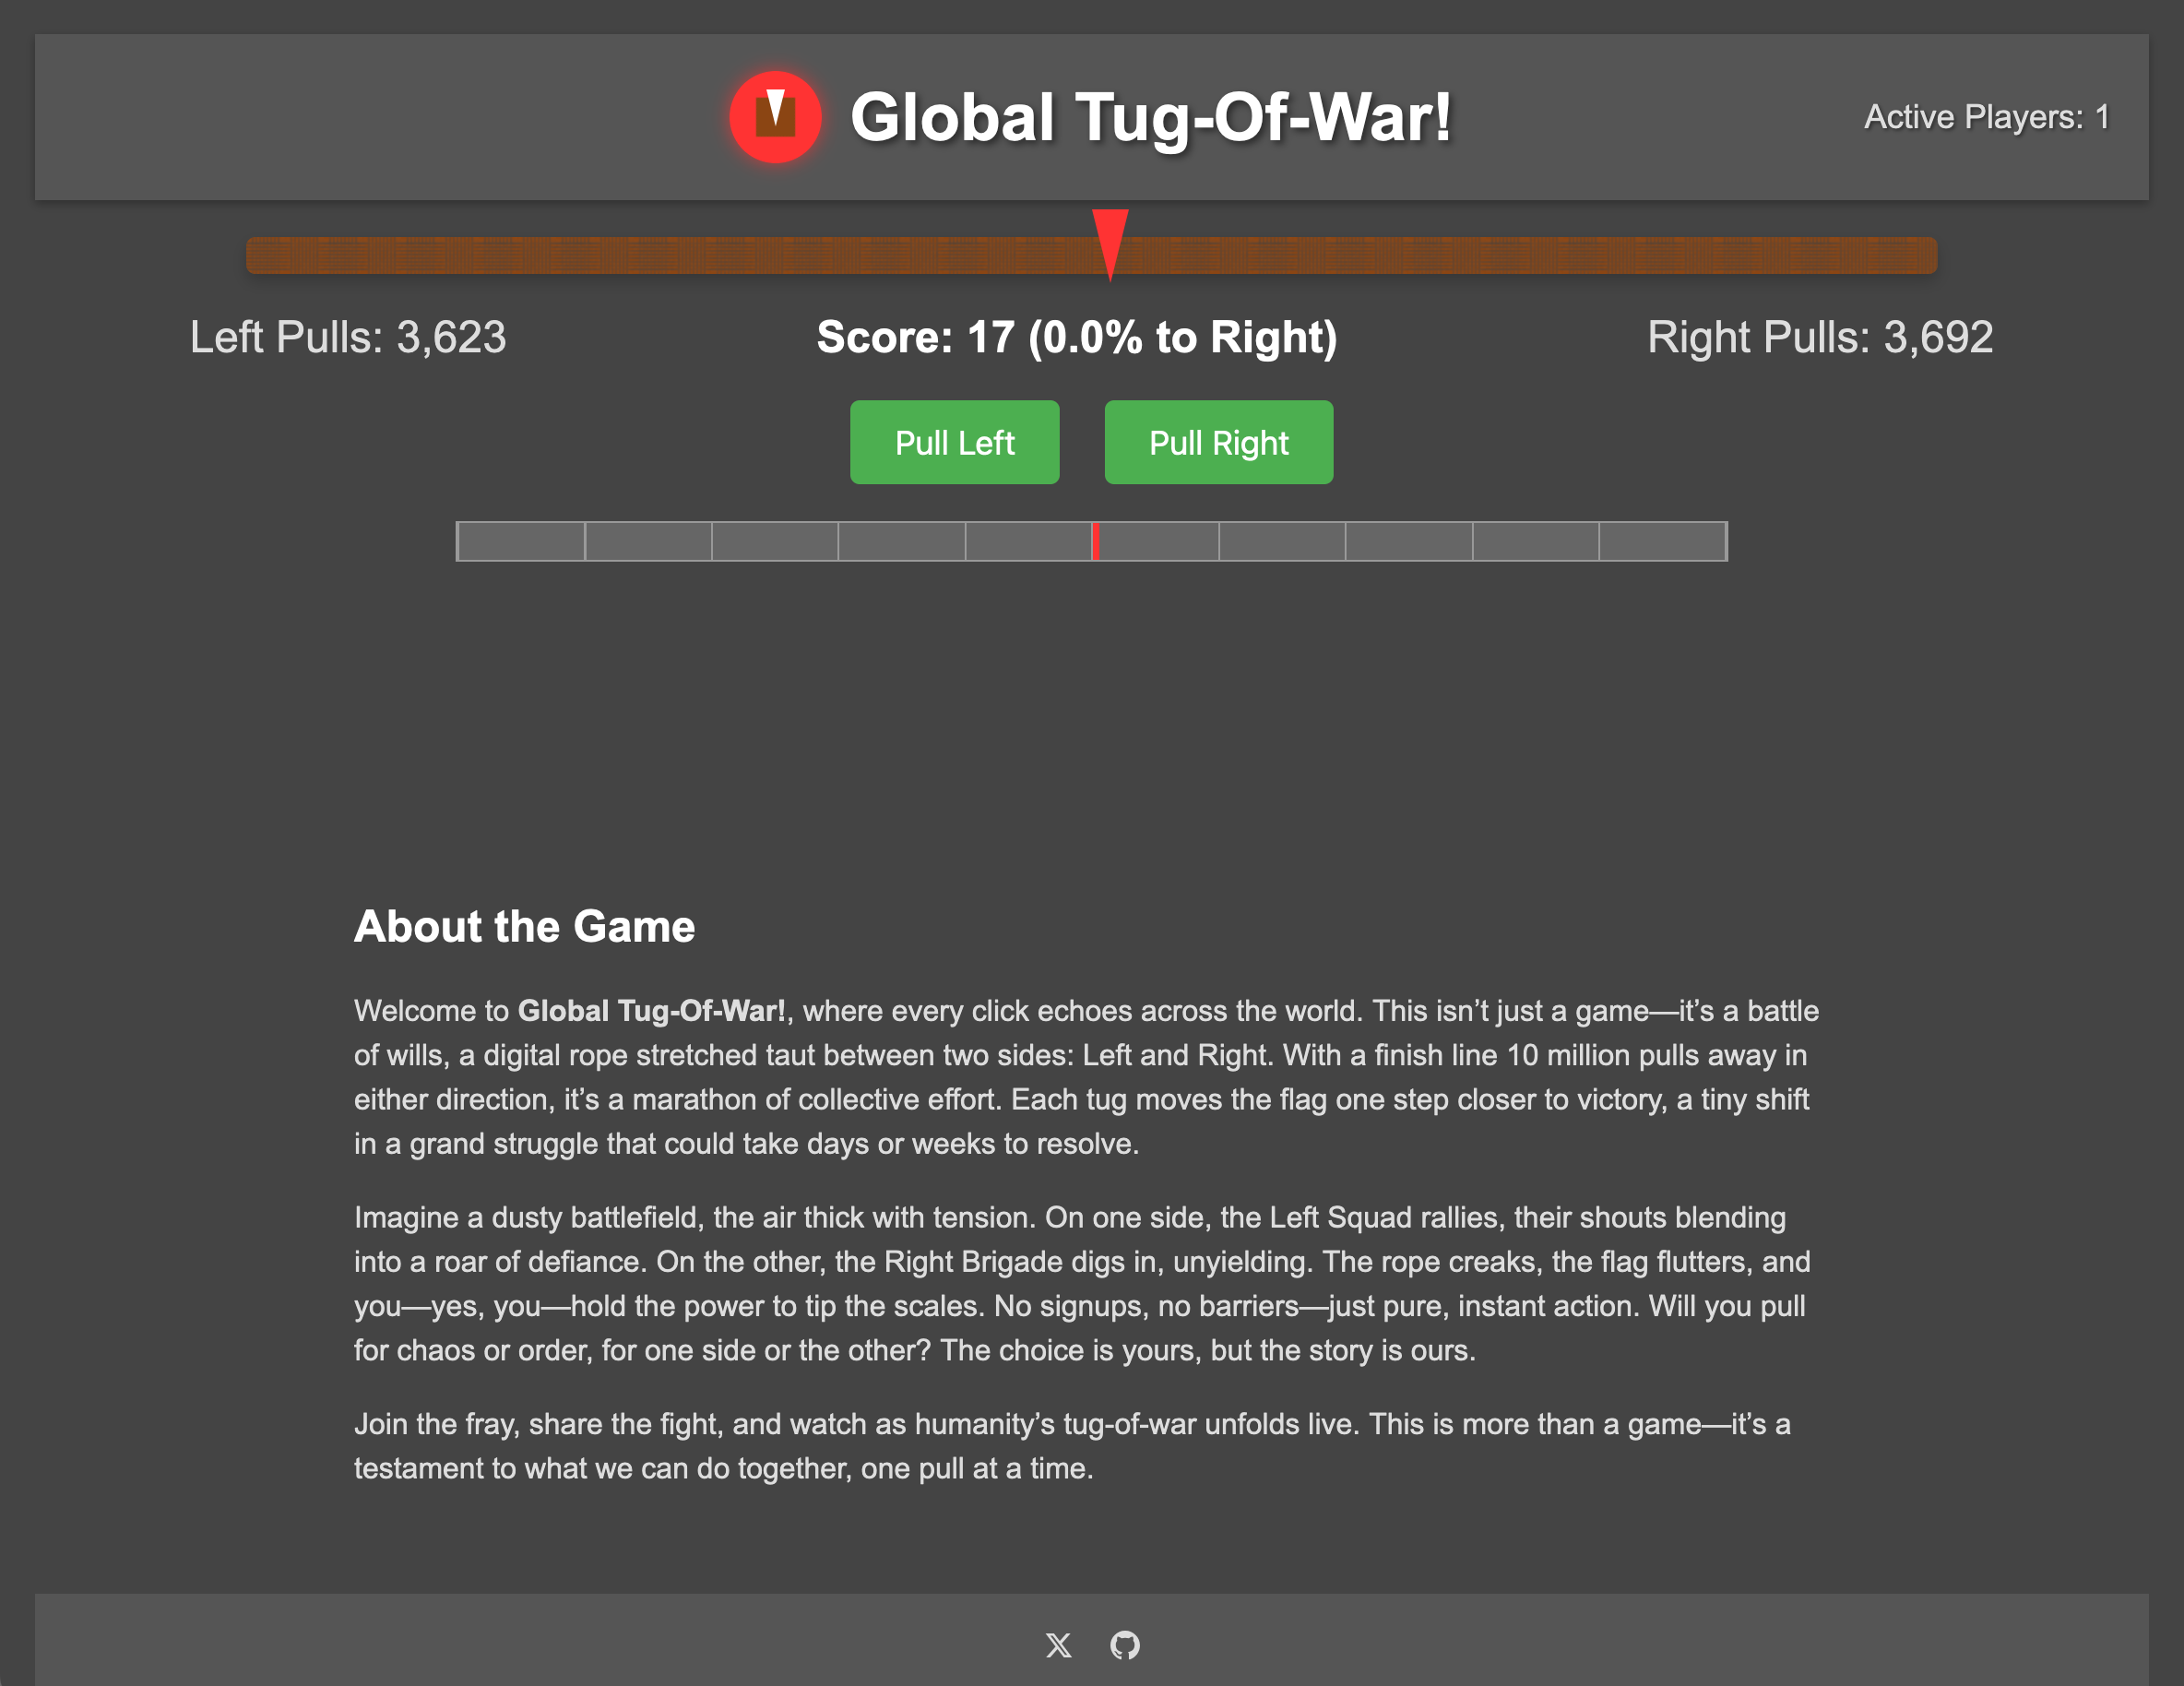 Global Tug-Of-War!
Active Players: 1
Left Pulls: 3,623
Score: 17 (0.0% to Right)
Right Pulls: 3,692
Pull Left
Pull Right
About the Game
Welcome to Global Tug-Of-War!, where every click echoes across the world. This isn’t just a game—it’s a battle
of wills, a digital rope stretched taut between two sides: Left and Right. With a finish line 10 million pulls away in
either direction, it’s a marathon of collective effort. Each tug moves the flag one step closer to victory, a tiny shift
in a grand struggle that could take days or weeks to resolve.
Imagine a dusty battlefield, the air thick with tension. On one side, the Left Squad rallies, their shouts blending
into a roar of defiance. On the other, the Right Brigade digs in, unyielding. The rope creaks, the flag flutters, and
you—yes, you—hold the power to tip the scales. No signups, no barriers—just pure, instant action. Will you pull
for chaos or order, for one side or the other? The choice is yours, but the story is ours.
Join the fray, share the fight, and watch as humanity’s tug-of-war unfolds live. This is more than a game—it’s a
testament to what we can do together, one pull at a time.